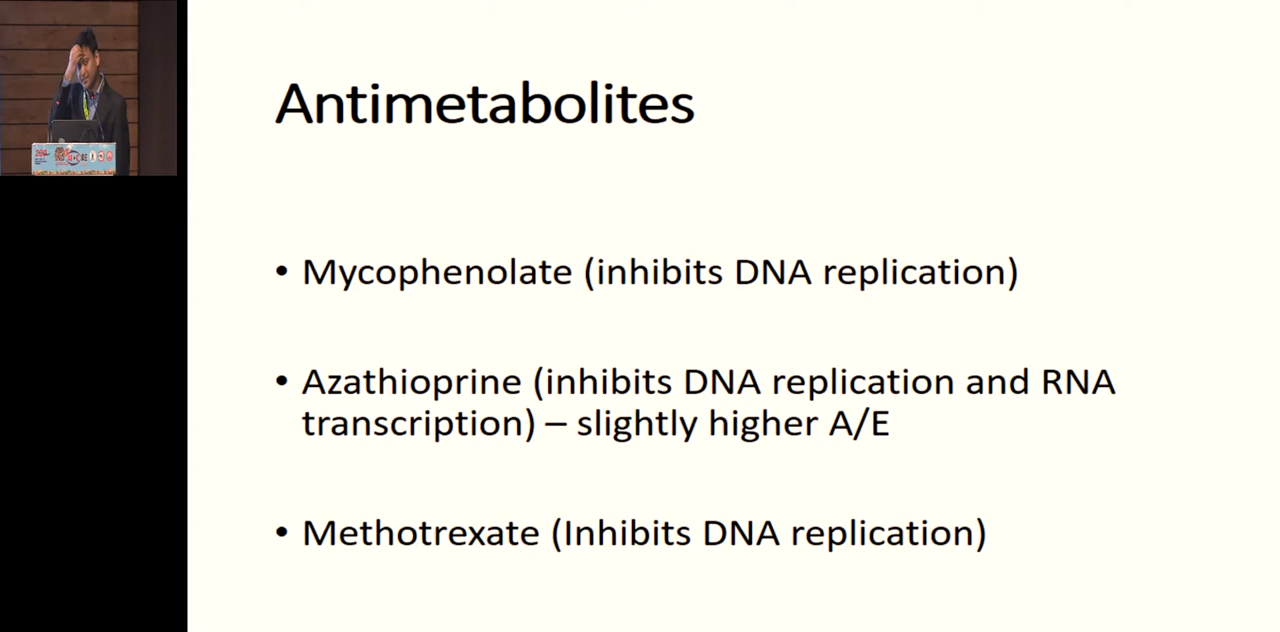 Antimetabolites
• Mycophenolate (inhibits DNA replication)
• Azathioprine (inhibits DNA replication and RNA
transcription) – slightly higher A/E
• Methotrexate (Inhibits DNA replication)